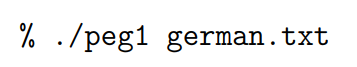 % ./peg1 german.txt